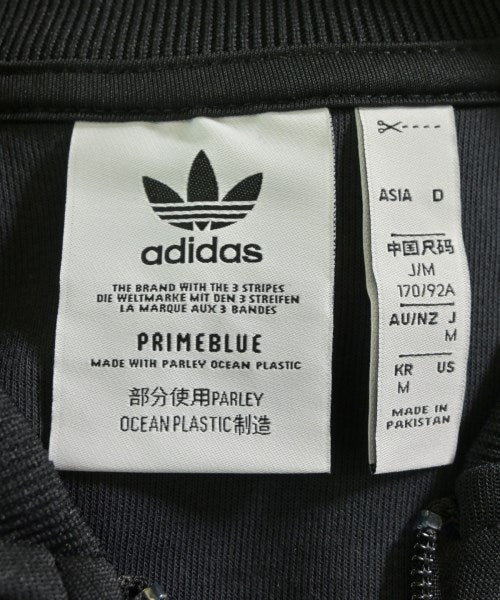 adidas
THE BRAND WITH THE 3 STRIPES
DIE WELTMARKE MIT DEN 3 STREIFEN
LA MARQUE AUX 3 BANDES
PRIMEBLUE
MADE WITH PARLEY OCEAN PLASTIC
部分使用PARLEY
OCEAN PLASTIC制造
ASIA D
中国尺码
J/M
170/92A
AU/NZ J
M
KR US
M
MADE IN
PAKISTAN